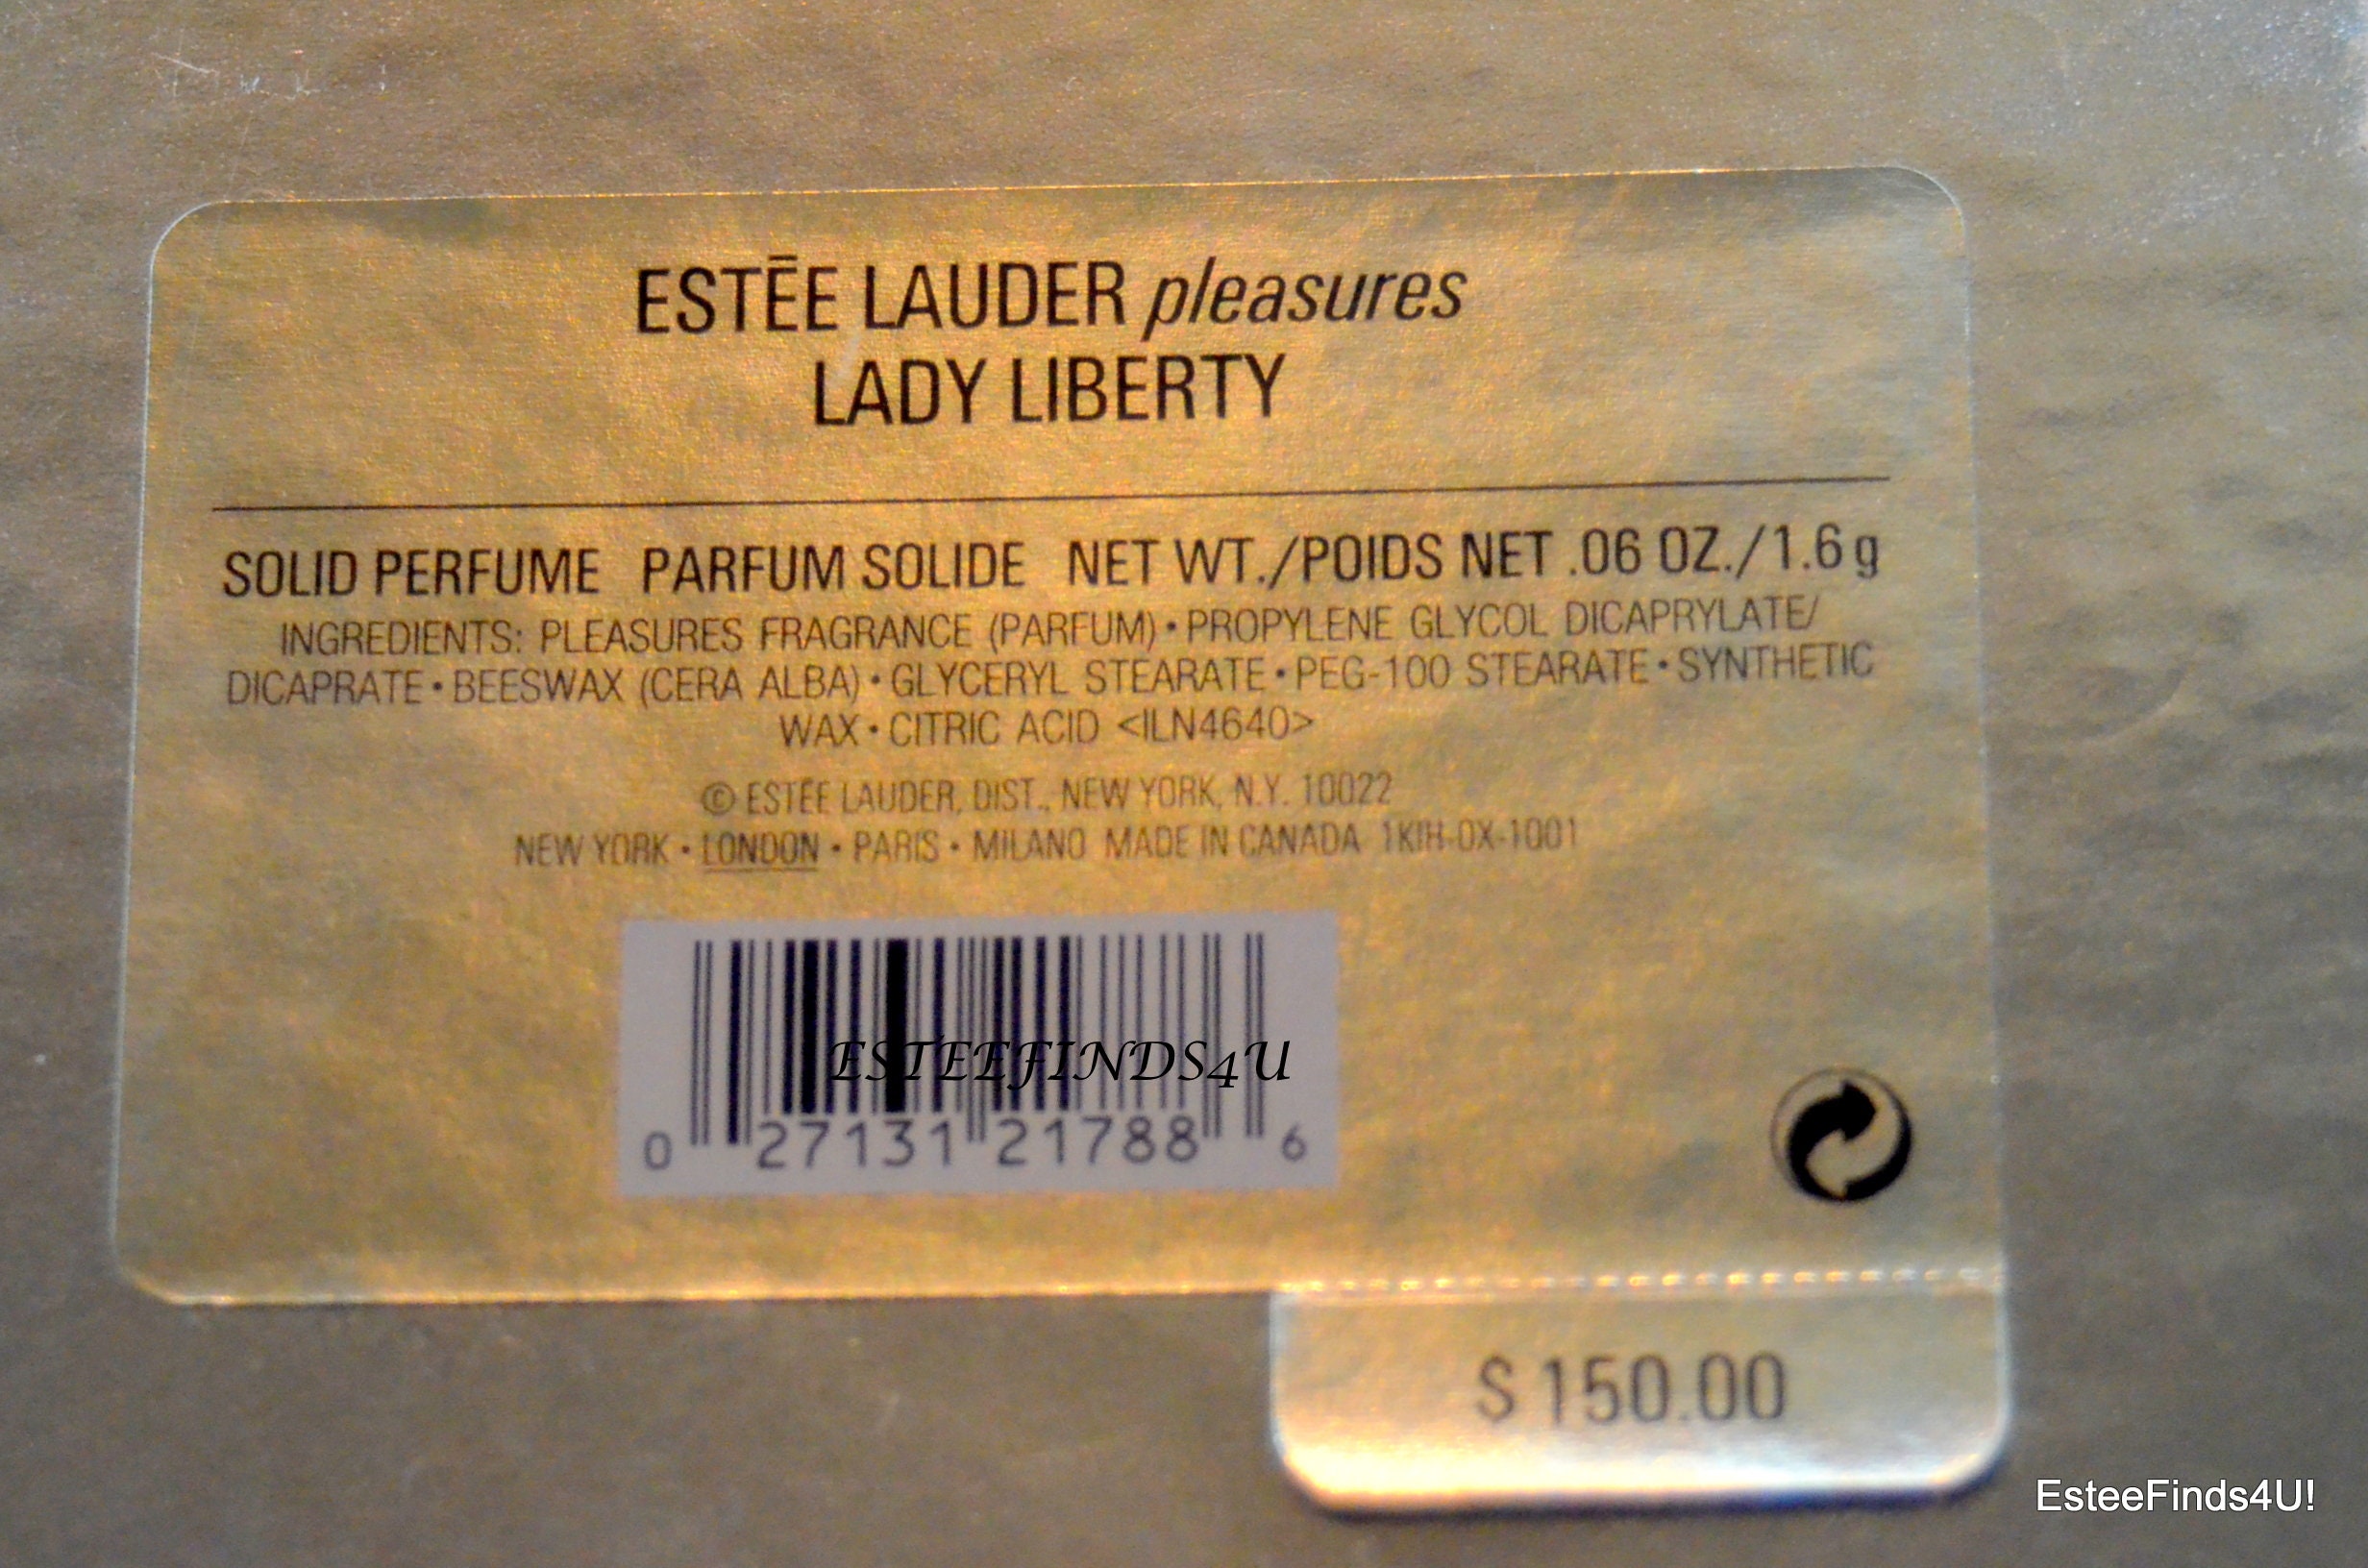 ESTĒE LAUDER pleasures
LADY LIBERTY
SOLID PERFUME PARFUM SOLIDE NET WT./POIDS NET .06 OZ./1.6 g
INGREDIENTS: PLEASURES FRAGRANCE (PARFUM) • PROPYLENE GLYCOL DICAPRYLATE/
DICAPRATE • BEESWAX (CERA ALBA) • GLYCERYL STEARATE • PEG-100 STEARATE • SYNTHETIC
WAX • CITRIC ACID <ILN4640>
© ESTĒE LAUDER, DIST., NEW YORK, N.Y. 10022
NEW YORK • LONDON • PARIS • MILANO MADE IN CANADA 1KIH-0X-1001
ESTEEFINDS4U
0 27131 21788 6
$ 150.00
EsteeFinds4U!